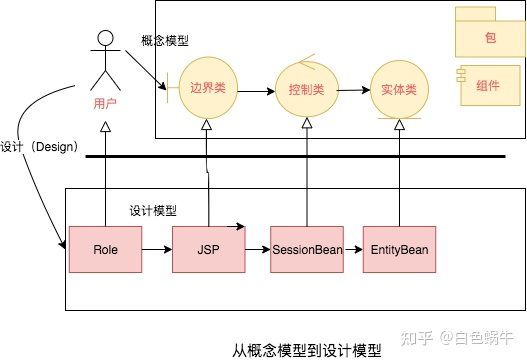 概念模型
包
用户
边界类
控制类
实体类
组件
设计（Design）
设计模型
Role
JSP
SessionBean
EntityBean
从概念模型到设计模型
知乎 @白色蜗牛